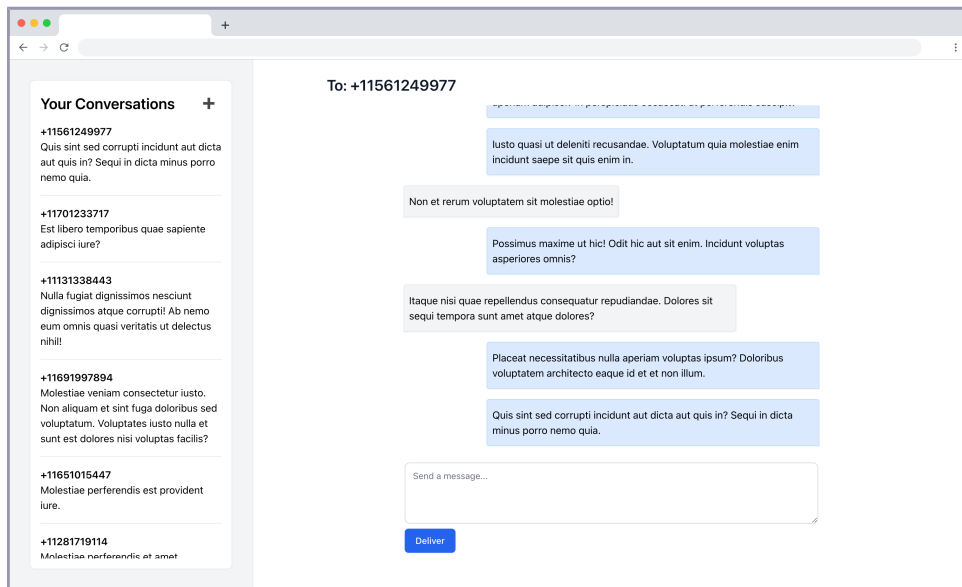 Your Conversations
+11561249977
Quis sint sed corrupti incidunt aut dicta
aut quis in? Sequi in dicta minus porro
nemo quia.
+11701233717
Est libero temporibus quae sapiente
adipisci iure?
+11131338443
Nulla fugiat dignissimos nesciunt
dignissimos atque corrupti! Ab nemo
eum omnis quasi veritatis ut delectus
nihil!
+11691997894
Molestiae veniam consectetur iusto.
Non aliquam et sint fuga doloribus sed
voluptatum. Voluptates iusto nulla et
sunt est dolores nisi voluptas facilis?
+11651015447
Molestiae perferendis est provident
iure.
+11281719114
Molestiae perferendis et amet
To: +11561249977
Iusto quasi ut deleniti recusandae. Voluptatum quia molestiae enim
incidunt saepe sit quis enim in.
Non et rerum voluptatem sit molestiae optio!
Possimus maxime ut hic! Odit hic aut sit enim. Incidunt voluptas
asperiores omnis?
Itaque nisi quae repellendus consequatur repudiandae. Dolores sit
sequi tempora sunt amet atque dolores?
Placeat necessitatibus nulla aperiam voluptas ipsum? Doloribus
voluptatem architecto eaque id et et non illum.
Quis sint sed corrupti incidunt aut dicta aut quis in? Sequi in dicta
minus porro nemo quia.
Send a message...
Deliver